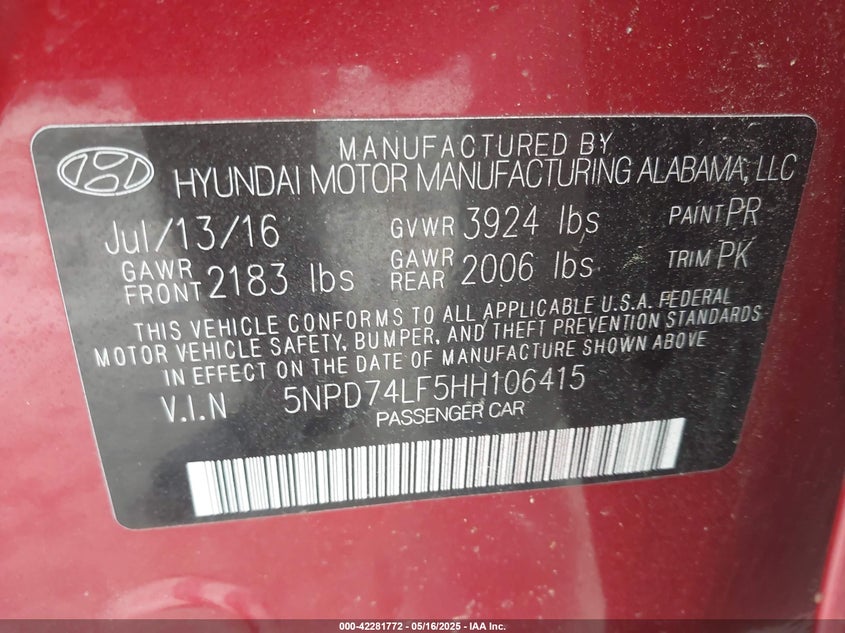 MANUFACTURED BY
HYUNDAI MOTOR MANUFACTURING ALABAMA, LLC
Jul/13/16 GVWR 3924 lbs PAINT PR
GAWR FRONT 2183 lbs GAWR REAR 2006 lbs TRIM PK
THIS VEHICLE CONFORMS TO ALL APPLICABLE U.S.A. FEDERAL
MOTOR VEHICLE SAFETY, BUMPER, AND THEFT PREVENTION STANDARDS
IN EFFECT ON THE DATE OF MANUFACTURE SHOWN ABOVE
V.I.N 5NPD74LF5HH106415
PASSENGER CAR
000-42281772 - 05/16/2025 - IAA Inc.